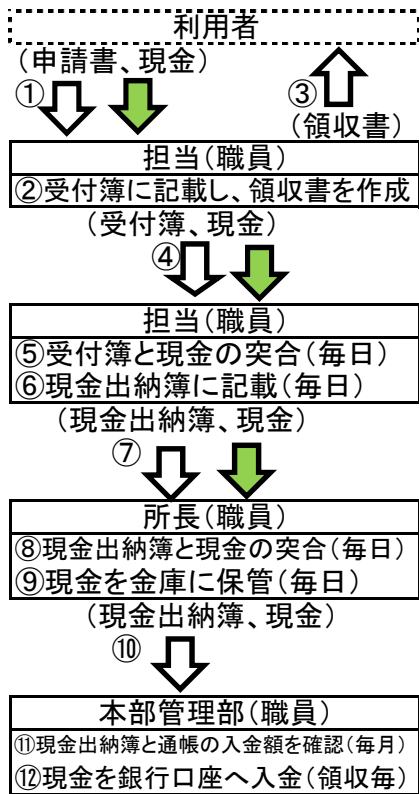 利用者
(申請書、現金)
①
③
(領収書)
担当(職員)
②受付簿に記載し、領収書を作成
(受付簿、現金)
④
担当(職員)
⑤受付簿と現金の突合(毎日)
⑥現金出納簿に記載(毎日)
(現金出納簿、現金)
⑦
所長(職員)
⑧現金出納簿と現金の突合(毎日)
⑨現金を金庫に保管(毎日)
(現金出納簿、現金)
⑩
本部管理部(職員)
⑪現金出納簿と通帳の入金額を確認(毎月)
⑫現金を銀行口座へ入金(領収毎)